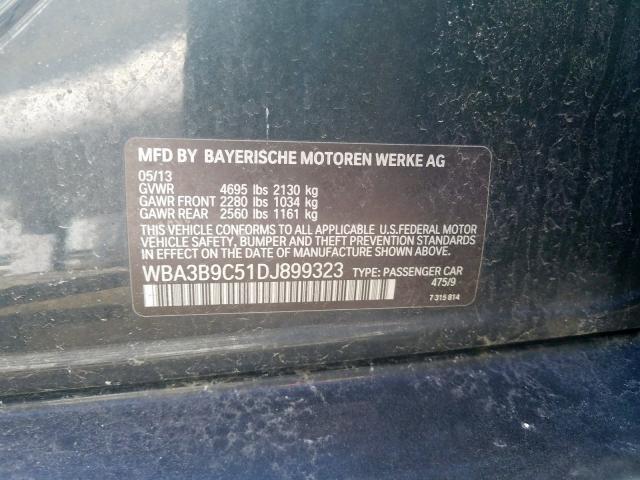 MFD BY BAYERISCHE MOTOREN WERKE AG
05/13
GVWR 4695 lbs 2130 kg
GAWR FRONT 2280 lbs 1034 kg
GAWR REAR 2560 lbs 1161 kg
THIS VEHICLE CONFORMS TO ALL APPLICABLE U.S.FEDERAL MOTOR
VEHICLE SAFETY, BUMPER AND THEFT PREVENTION STANDARDS
IN EFFECT ON DATE OF MANUFACTURE SHOWN ABOVE.
WBA3B9C51DJ899323 TYPE: PASSENGER CAR
475/9
7 315 814